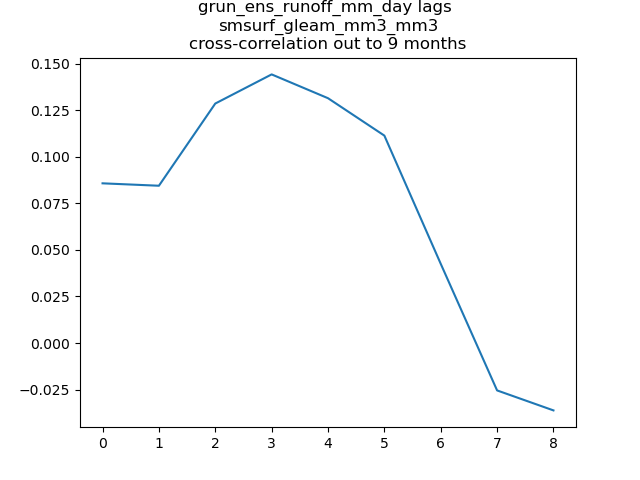 grun_ens_runoff_mm_day lags
smsurf_gleam_mm3_mm3
cross-correlation out to 9 months
0.150
0.125
0.100
0.075
0.050
0.025
0.000
−0.025
0 1 2 3 4 5 6 7 8